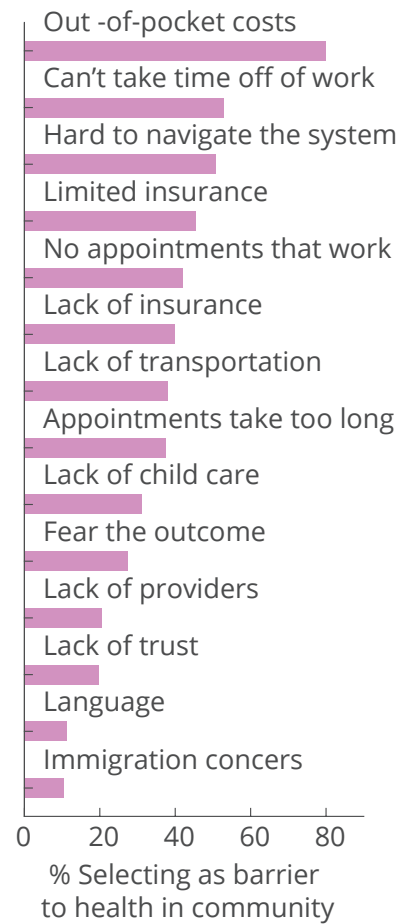 Out -of-pocket costs
Can’t take time off of work
Hard to navigate the system
Limited insurance
No appointments that work
Lack of insurance
Lack of transportation
Appointments take too long
Lack of child care
Fear the outcome
Lack of providers
Lack of trust
Language
Immigration concers
0 20 40 60 80
% Selecting as barrier
to health in community